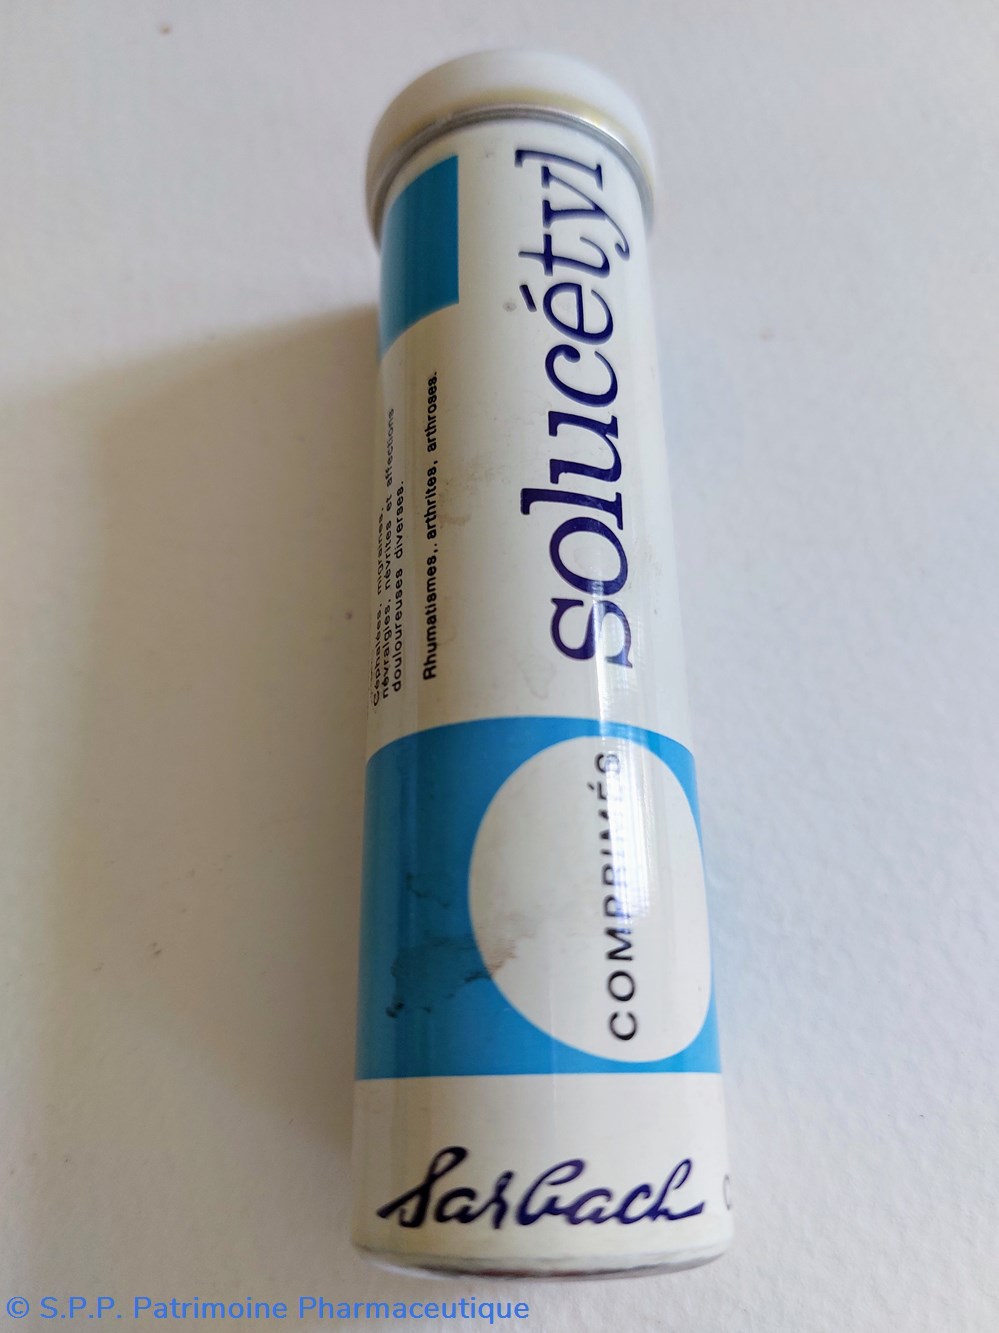 solucétyl
Céphalées, migraines,
névralgies, névrites et affections
douloureuses diverses.
Rhumatismes, arthrites, arthroses.
COMPRIMÉS
Sarbach
© S.P.P. Patrimoine Pharmaceutique